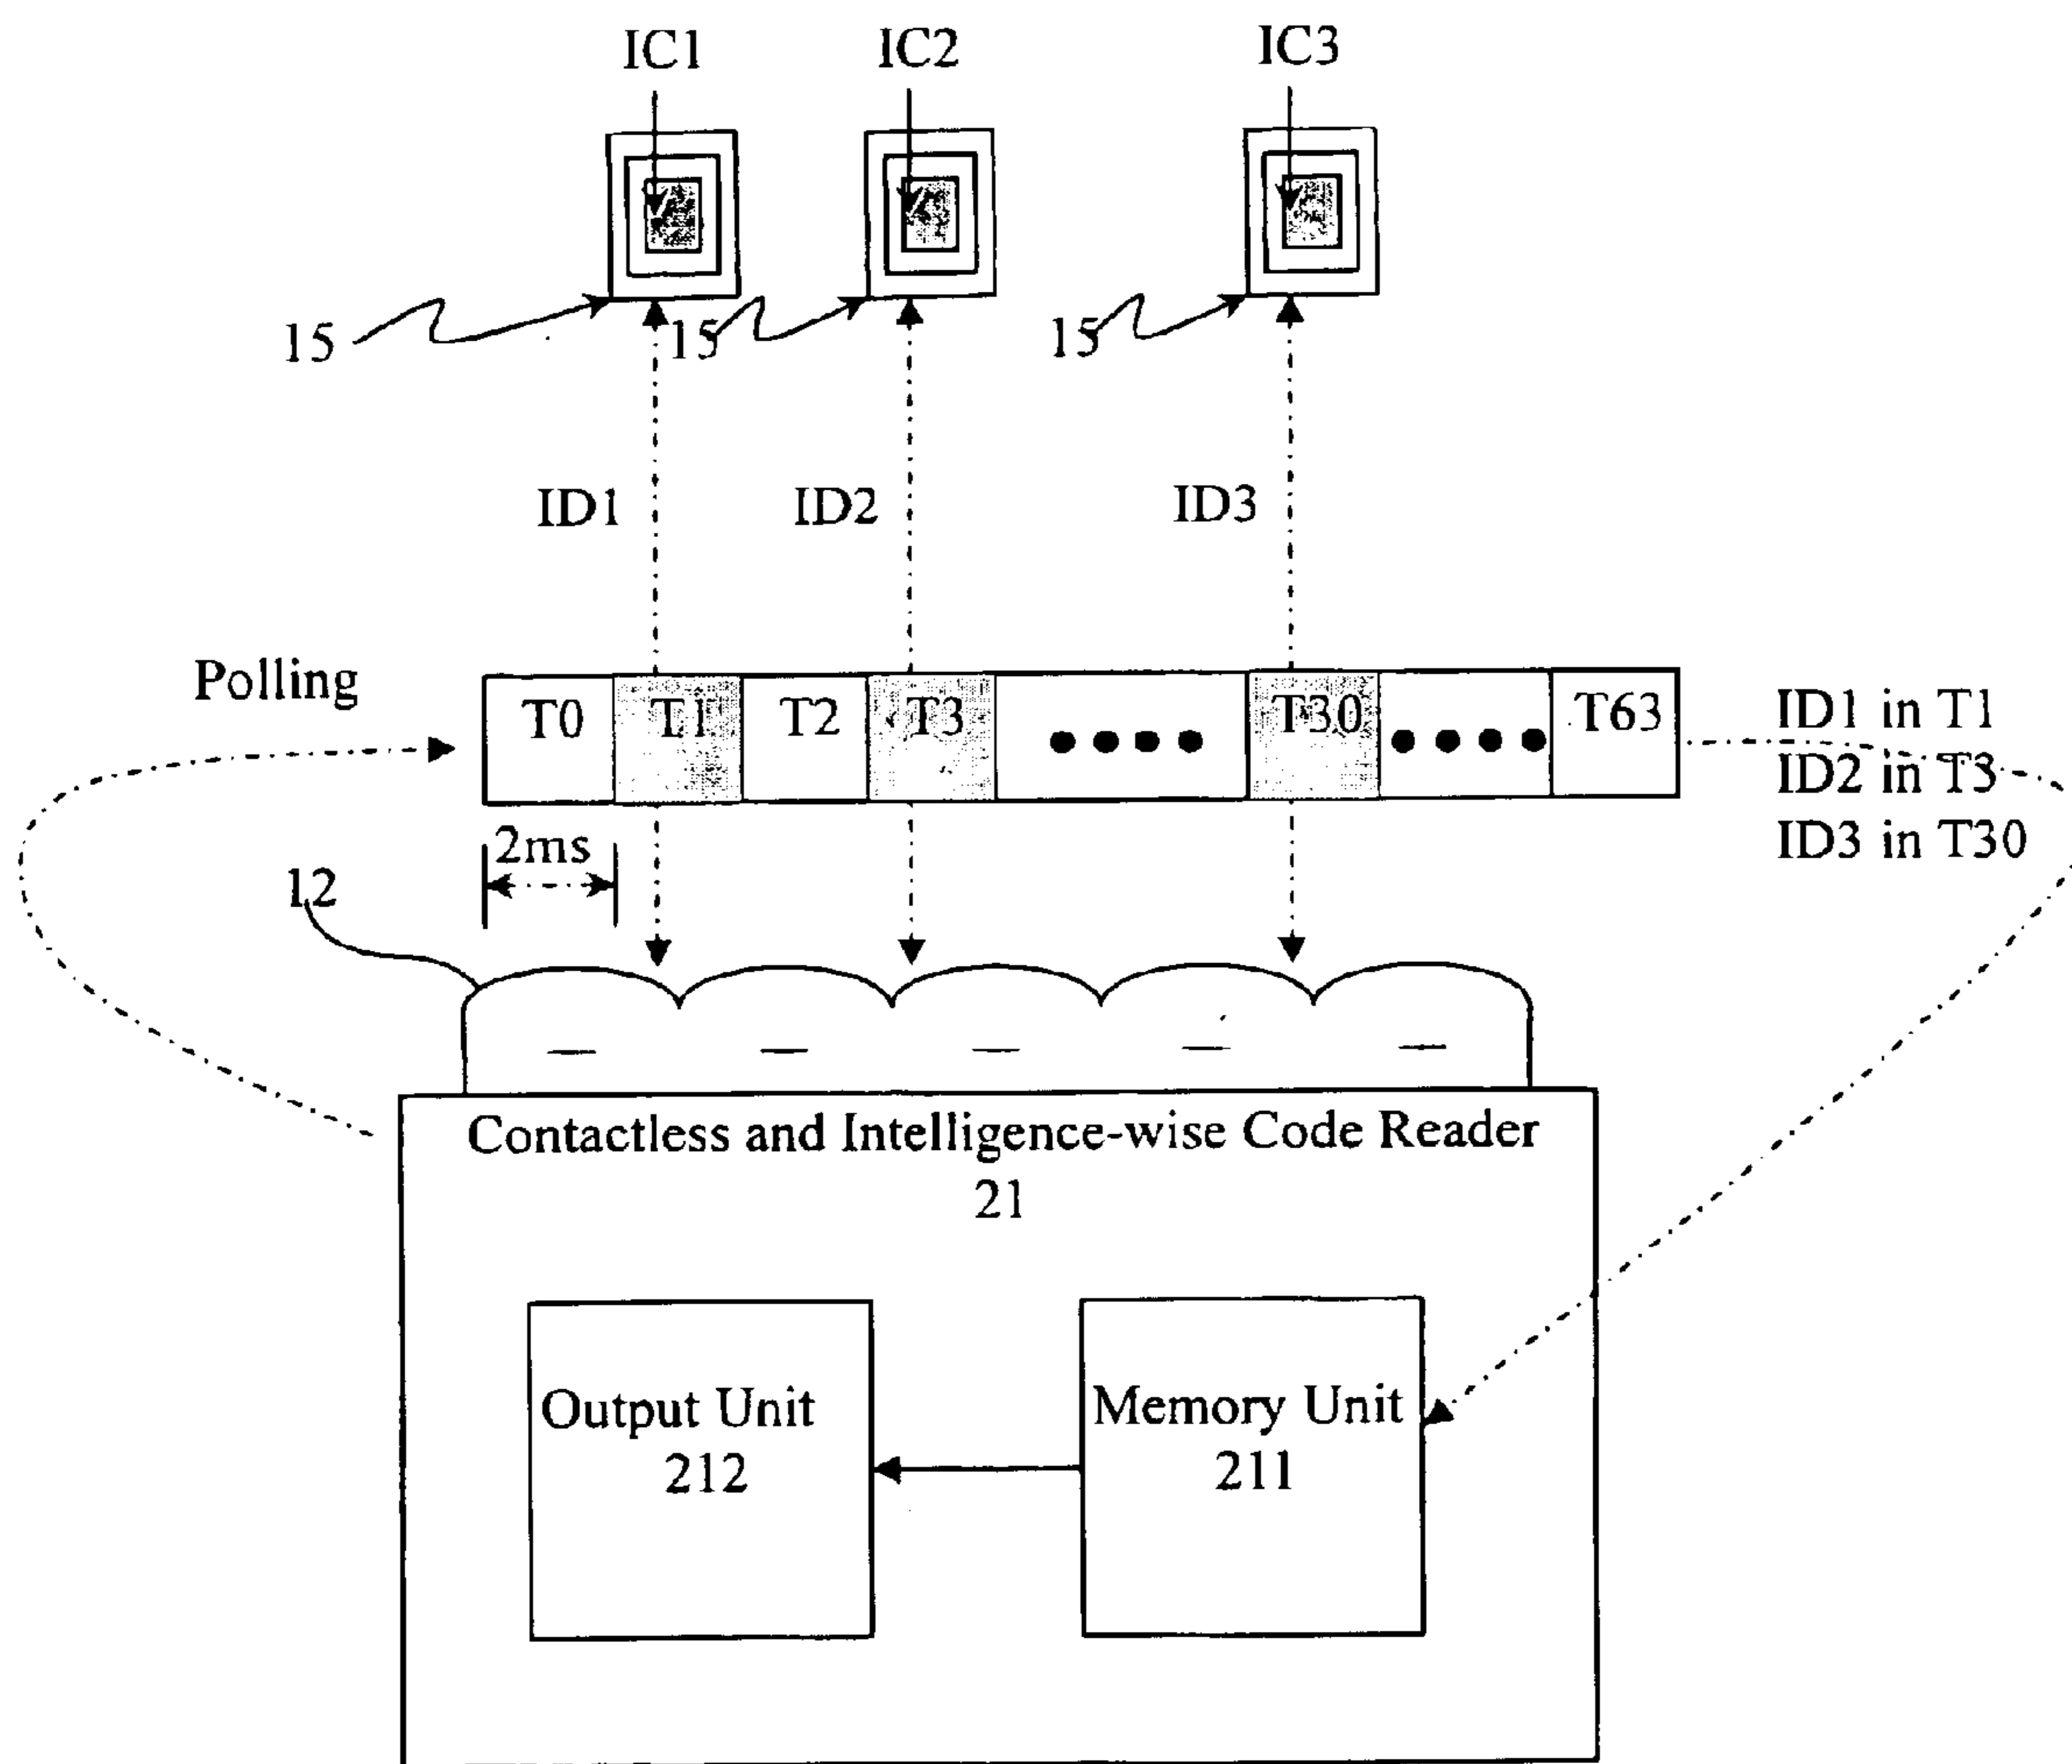 IC1 IC2 IC3
15 15 15
ID1 ID2 ID3
Polling
T0 T1 T2 T3 T30 T63
ID1 in T1
ID2 in T3
ID3 in T30
2ms
12
Contactless and Intelligence-wise Code Reader
21
Output Unit
212
Memory Unit
211